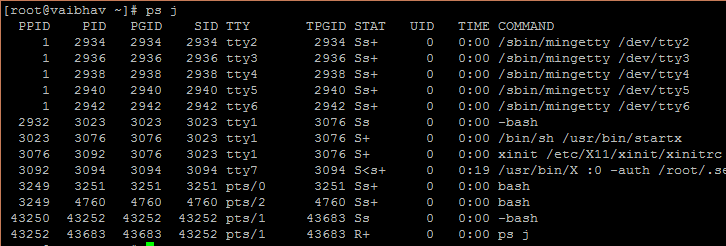 [root@vaibhav ~]# ps j
PPID PID PGID SID TTY TPGID STAT UID TIME COMMAND
1 2934 2934 2934 tty2 2934 Ss+ 0 0:00 /sbin/mingetty /dev/tty2
1 2936 2936 2936 tty3 2936 Ss+ 0 0:00 /sbin/mingetty /dev/tty3
1 2938 2938 2938 tty4 2938 Ss+ 0 0:00 /sbin/mingetty /dev/tty4
1 2940 2940 2940 tty5 2940 Ss+ 0 0:00 /sbin/mingetty /dev/tty5
1 2942 2942 2942 tty6 2942 Ss+ 0 0:00 /sbin/mingetty /dev/tty6
2932 3023 3023 3023 tty1 3076 Ss 0 0:00 -bash
3023 3076 3076 3023 tty1 3076 S+ 0 0:00 /bin/sh /usr/bin/startx
3076 3092 3076 3023 tty1 3076 S+ 0 0:00 xinit /etc/X11/xinit/xinitrc
3092 3094 3094 3094 tty7 3094 S<s+ 0 0:19 /usr/bin/X :0 -auth /root/.se
3249 3251 3251 3251 pts/0 3251 Ss+ 0 0:00 bash
3249 4760 4760 4760 pts/2 4760 Ss+ 0 0:00 bash
43250 43252 43252 43252 pts/1 43683 Ss 0 0:00 -bash
43252 43683 43683 43252 pts/1 43683 R+ 0 0:00 ps j